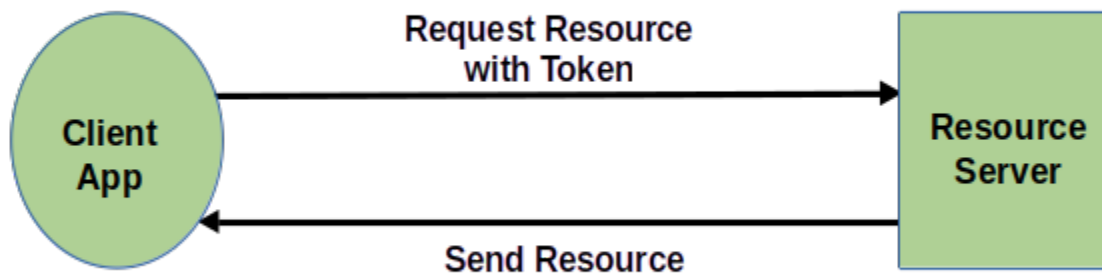 Request Resource
with Token
Client
App
Resource
Server
Send Resource